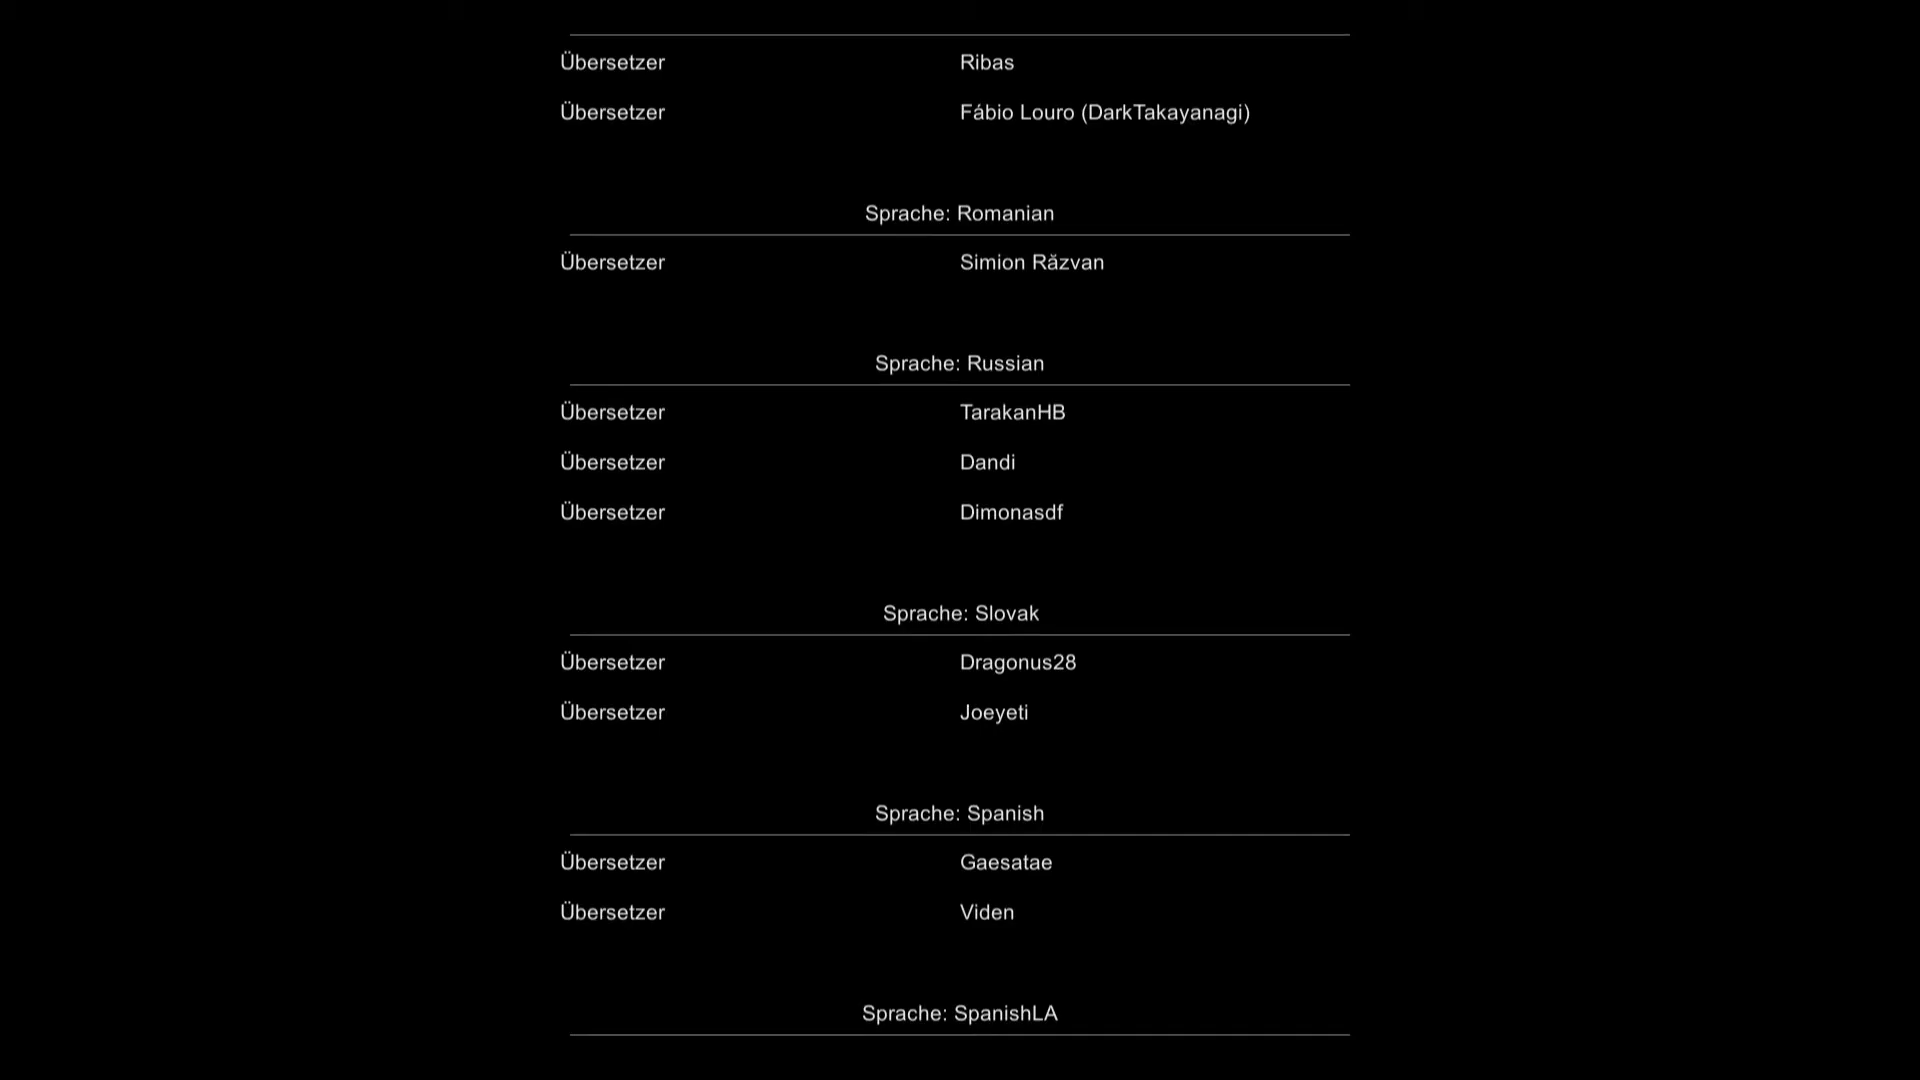 Übersetzer Ribas
Übersetzer Fábio Louro (DarkTakayanagi)
Sprache: Romanian
Übersetzer Simion Răzvan
Sprache: Russian
Übersetzer TarakanHB
Übersetzer Dandi
Übersetzer Dimonasdf
Sprache: Slovak
Übersetzer Dragonus28
Übersetzer Joeyeti
Sprache: Spanish
Übersetzer Gaesatae
Übersetzer Viden
Sprache: SpanishLA